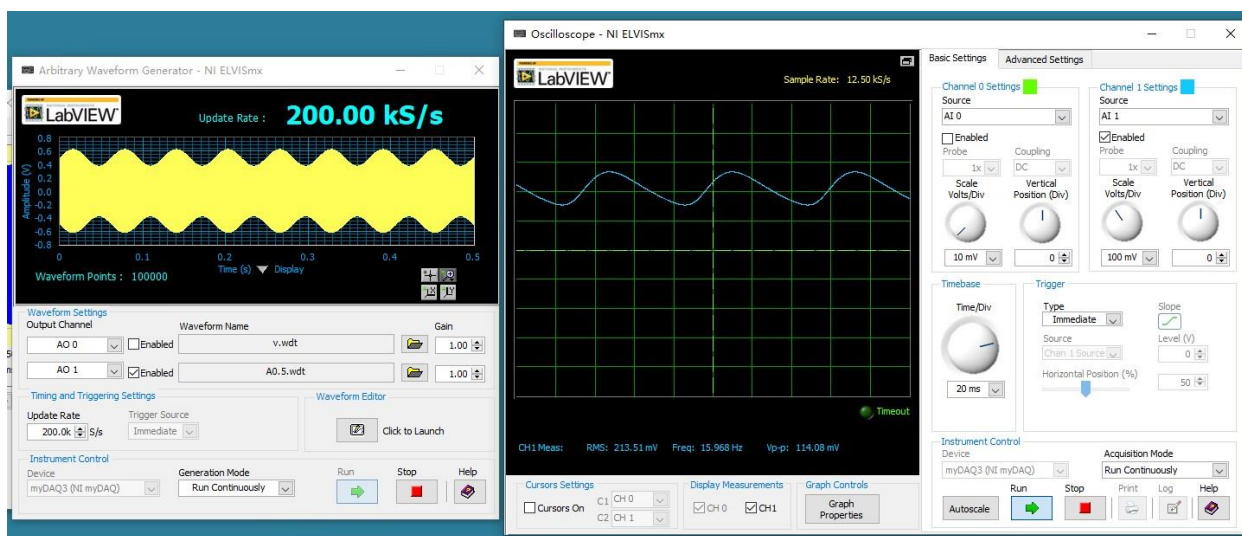 Arbitrary Waveform Generator - NI ELVISmx
LabVIEW
Update Rate : 200.00 kS/s
Amplitude (V)
0.8
0.6
0.4
0.2
0.0
-0.2
-0.4
-0.6
-0.8
0 0.1 0.2 0.3 0.4 0.5
Time (s) Display
Waveform Points : 100000
Waveform Settings
Output Channel Waveform Name Gain
AO 0 Enabled v.wdt 1.00
AO 1 Enabled A0.5.wdt 1.00
Timing and Triggering Settings
Update Rate Trigger Source
200.0k S/s Immediate
Waveform Editor
Click to Launch
Instrument Control
Device Generation Mode Run Stop Help
myDAQ3 (NI myDAQ) Run Continuously
Oscilloscope - NI ELVISmx
LabVIEW
Sample Rate: 12.50 kS/s
Timeout
CH1 Meas: RMS: 213.51 mV Freq: 15.968 Hz Vp-p: 114.08 mV
Cursors Settings
Cursors On
C1 CH 0
C2 CH 1
Display Measurements
CH 0 CH1
Graph Controls
Graph
Properties
Basic Settings Advanced Settings
Channel 0 Settings
Source
AI 0
Enabled
Probe Coupling
1x DC
Scale Vertical
Volts/Div Position (Div)
10 mV 0
Channel 1 Settings
Source
AI 1
Enabled
Probe Coupling
1x DC
Scale Vertical
Volts/Div Position (Div)
100 mV 0
Timebase
Time/Div
20 ms
Trigger
Type Slope
Immediate
Source Level (V)
Chan 1 Source 0
Horizontal Position (%)
50
Instrument Control
Device Acquisition Mode
myDAQ3 (NI myDAQ) Run Continuously
Run Stop Print Log Help
Autoscale